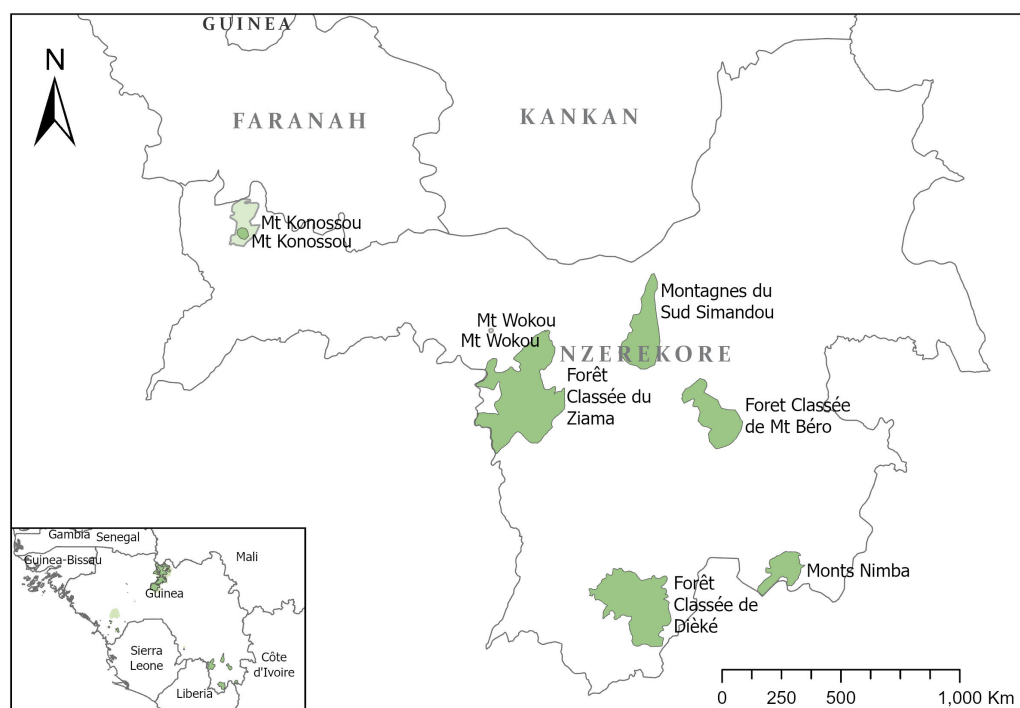 GUINEA
N
FARANAH
KANKAN
Mt Konossou
Mt Konossou
Montagnes du
Sud Simandou
Mt Wokou
Mt Wokou
NZEREKORE
Forêt
Classée du
Ziama
Foret Classée
de Mt Béro
Monts Nimba
Forêt
Classée de
Dièké
Gambia
Senegal
Mali
Guinea-Bissau
Guinea
Sierra
Leone
Côte
d'Ivoire
Liberia
0 250 500 1,000 Km